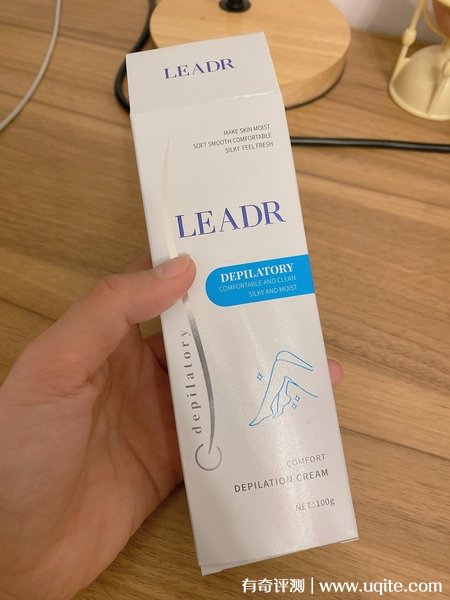 LEADR
MAKE SKIN MOIST
SOFT SMOOTH COMFORTABLE
SILKY FEEL FRESH
LEADR
DEPILATORY
COMFORTABLE AND CLEAN
SILKY AND MOIST
depilatory
COMFORT
DEPILATION CREAM
NET:100g
有奇评测 | www.uqite.com